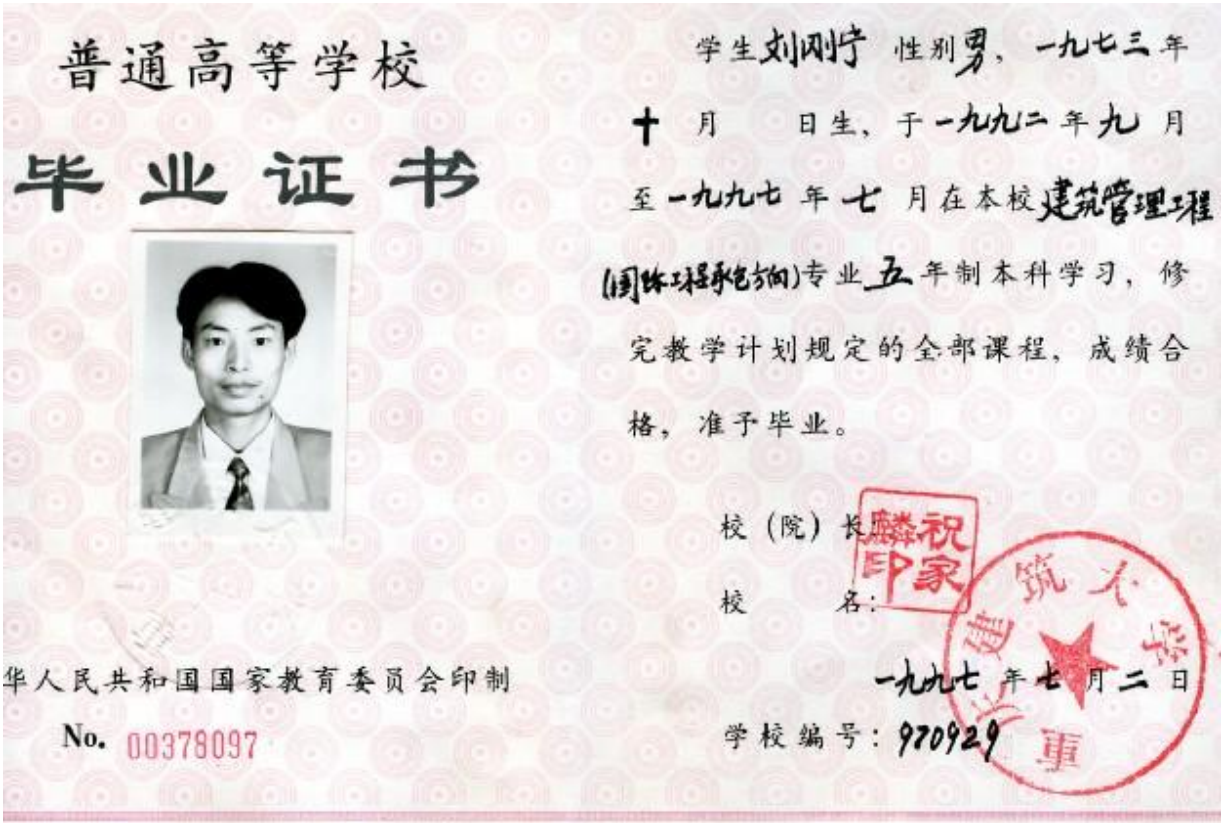 普通高等学校
毕业证书
华人民共和国国家教育委员会印制
No. 00378097
学生刘刚宁 性别男，一九七三年
十 月 日生，于一九九二年九月
至一九九七年七月在本校建筑管理工程
(国际工程承包方向)专业五年制本科学习，修
完教学计划规定的全部课程，成绩合
格，准予毕业。
校（院）长：
祝家麟印
校 名：
重庆建筑大学
一九九七年七月二日
学校编号：970929